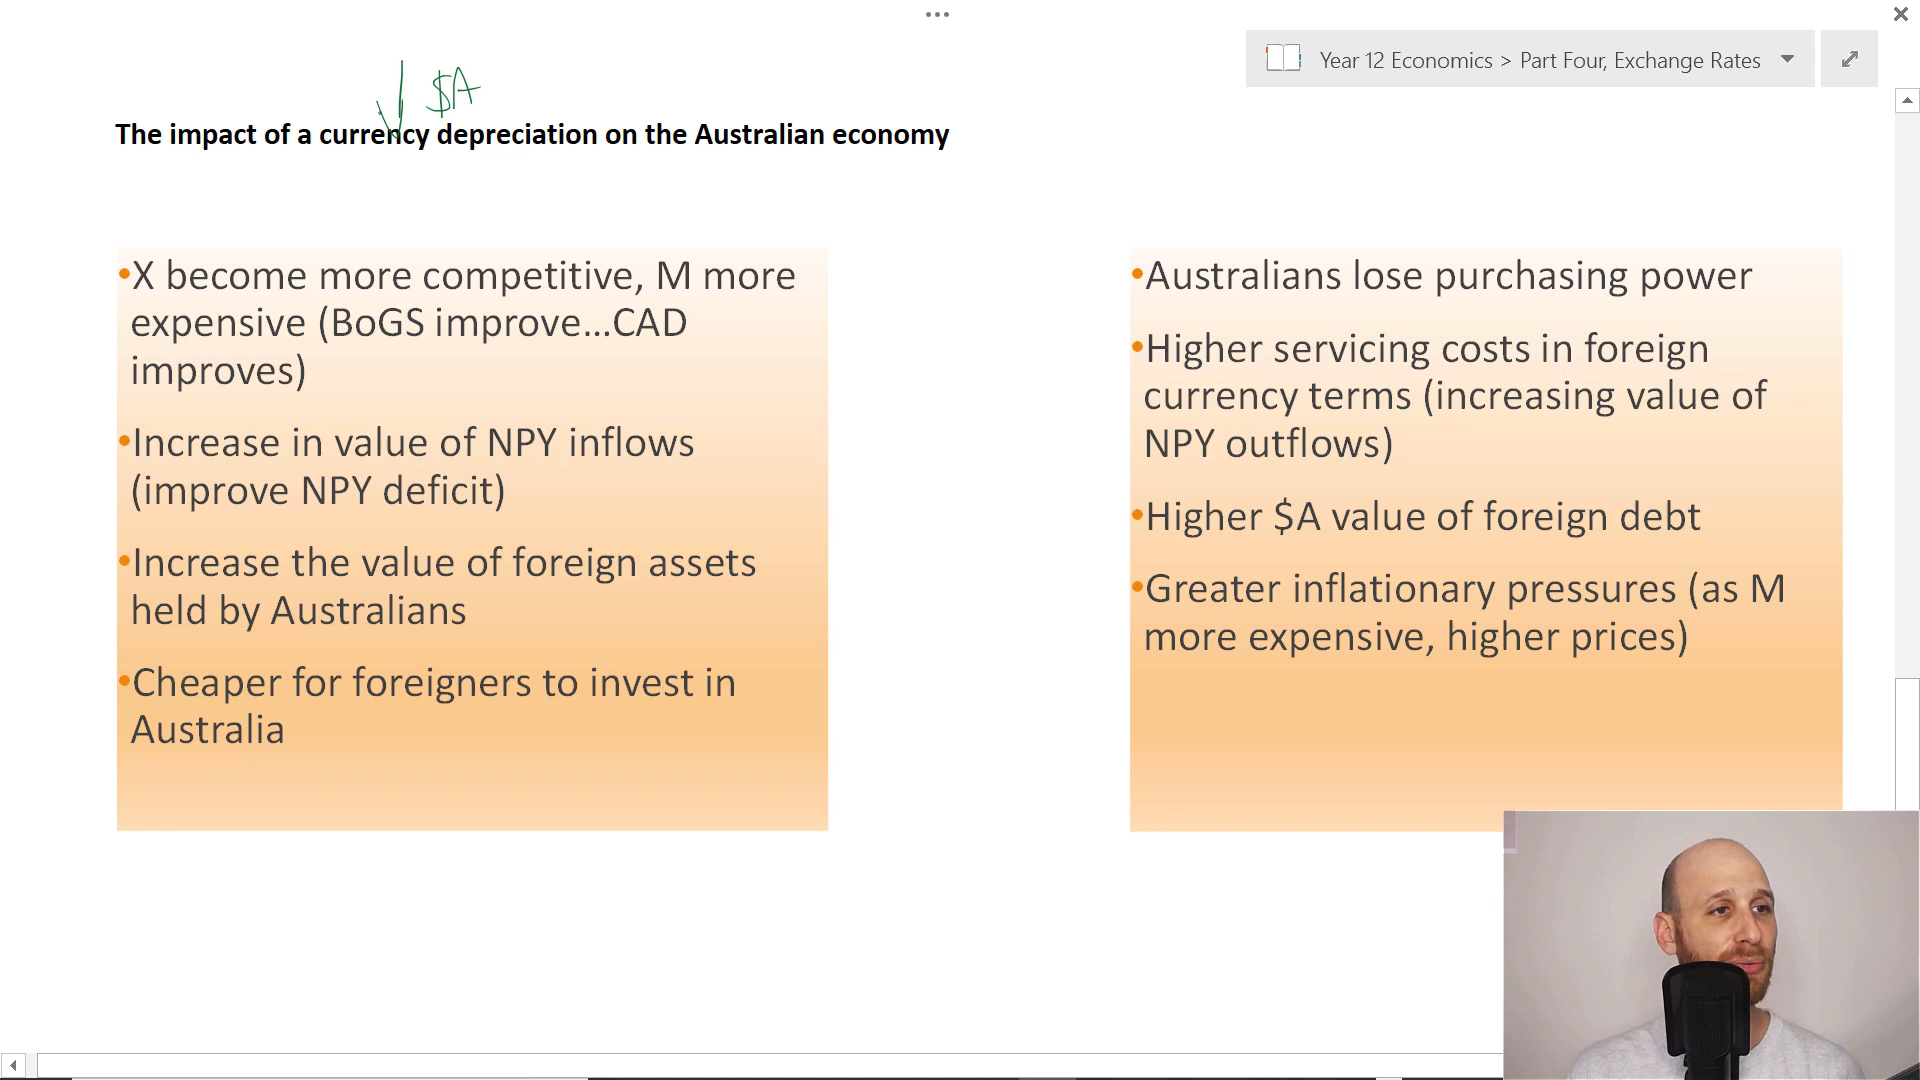 ...
Year 12 Economics > Part Four, Exchange Rates
$A
The impact of a currency depreciation on the Australian economy
•X become more competitive, M more
expensive (BoGS improve...CAD
improves)
•Increase in value of NPY inflows
(improve NPY deficit)
•Increase the value of foreign assets
held by Australians
•Cheaper for foreigners to invest in
Australia
•Australians lose purchasing power
•Higher servicing costs in foreign
currency terms (increasing value of
NPY outflows)
•Higher $A value of foreign debt
•Greater inflationary pressures (as M
more expensive, higher prices)